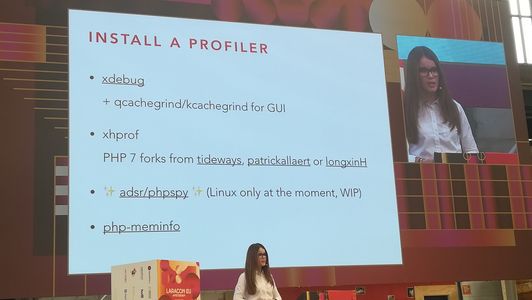 INSTALL A PROFILER
• xdebug
+ qcachegrind/kcachegrind for GUI
• xhprof
PHP 7 forks from tideways, patrickallaert or longxinH
• ✨ adsr/phpspy ✨ (Linux only at the moment, WIP)
• php-meminfo
LARACON EU